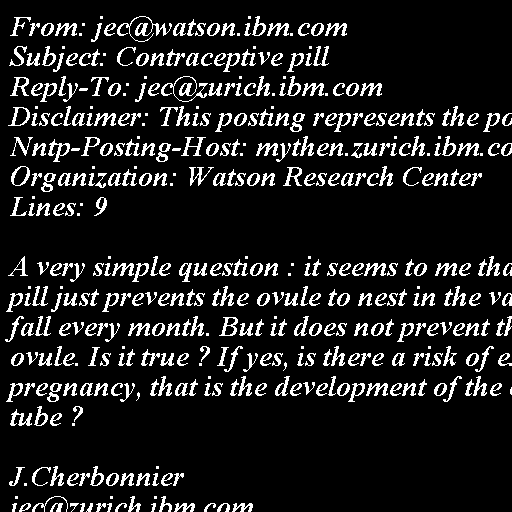 From: jec@watson.ibm.com
Subject: Contraceptive pill
Reply-To: jec@zurich.ibm.com
Disclaimer: This posting represents the
Nntp-Posting-Host: mythen.zurich.ibm.co
Organization: Watson Research Center
Lines: 9

A very simple question : it seems to me
pill just prevents the ovule to nest in the
fall every month. But it does not prevent
ovule. Is it true ? If yes, is there a risk of
pregnancy, that is the development of the
tube ?

J.Cherbonnier
jec@zurich.ibm.com